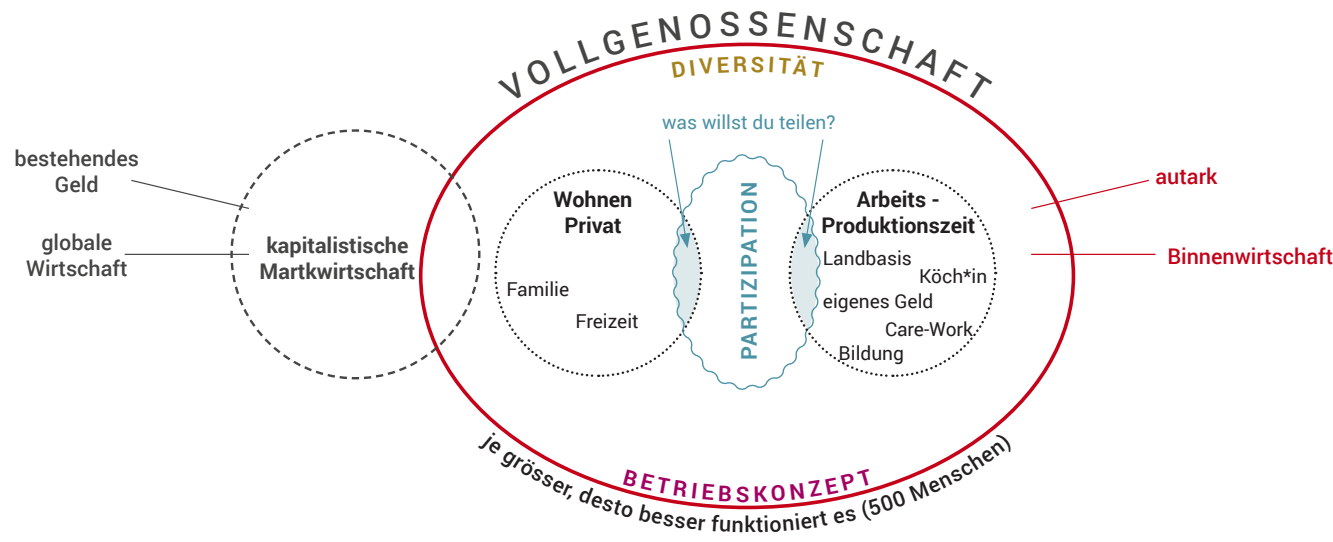 VOLLGENOSSENSCHAFT
DIVERSITÄT
was willst du teilen?
bestehendes
Geld
globale
Wirtschaft
kapitalistische
Martkwirtschaft
Wohnen
Privat
Familie
Freizeit
PARTIZIPATION
Arbeits -
Produktionszeit
Landbasis
Köch*in
eigenes Geld
Care-Work
Bildung
autark
Binnenwirtschaft
BETRIEBSKONZEPT
je grösser, desto besser funktioniert es (500 Menschen)